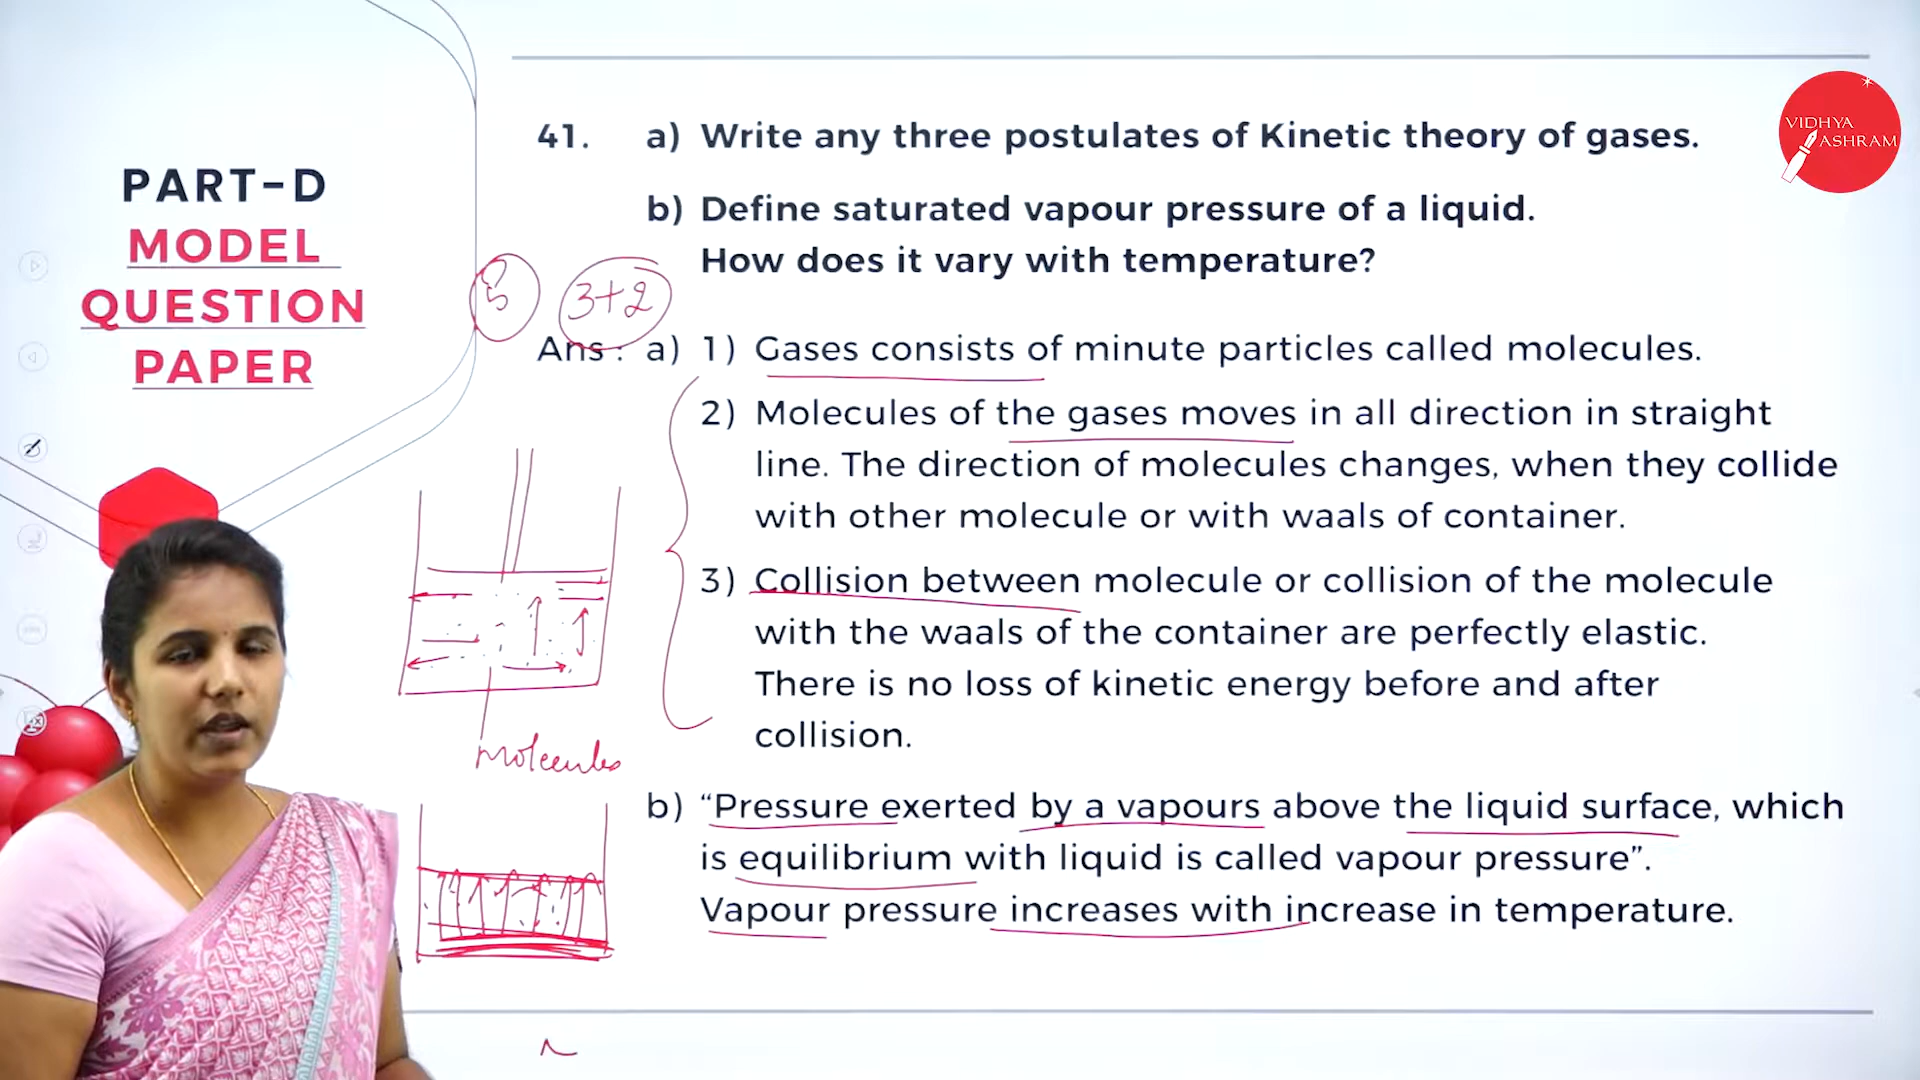 VIDHYA
ASHRAM
PART-D
MODEL
QUESTION
PAPER
41. a) Write any three postulates of Kinetic theory of gases.
b) Define saturated vapour pressure of a liquid.
How does it vary with temperature?
5 3+2
Ans : a) 1) Gases consists of minute particles called molecules.
2) Molecules of the gases moves in all direction in straight
line. The direction of molecules changes, when they collide
with other molecule or with waals of container.
3) Collision between molecule or collision of the molecule
with the waals of the container are perfectly elastic.
There is no loss of kinetic energy before and after
collision.
molecules
b) “Pressure exerted by a vapours above the liquid surface, which
is equilibrium with liquid is called vapour pressure”.
Vapour pressure increases with increase in temperature.